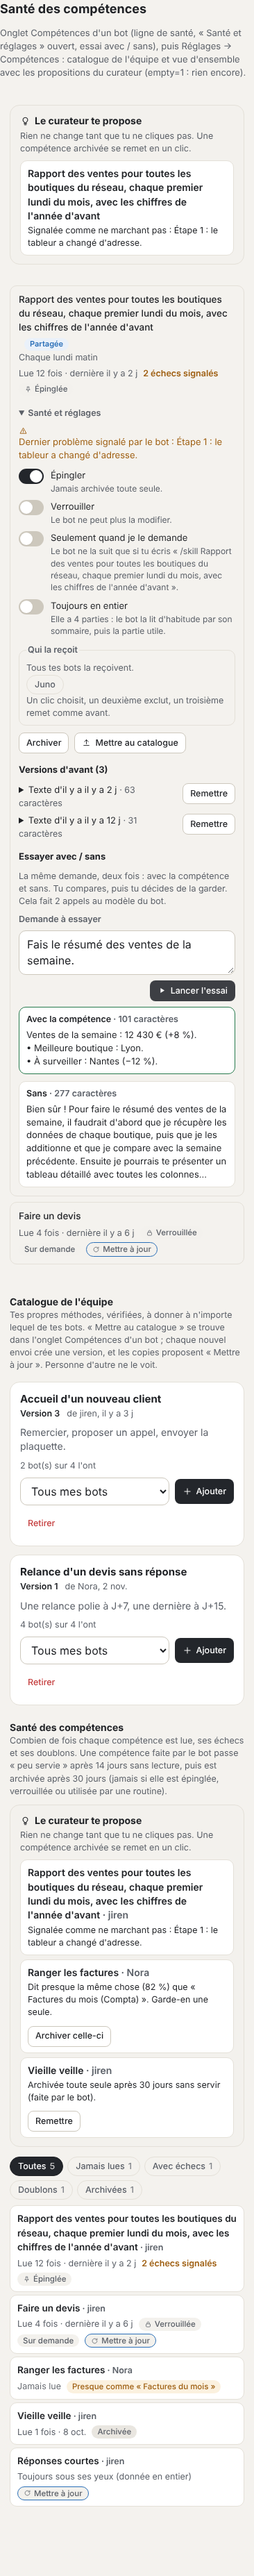 Santé des compétences
Onglet Compétences d'un bot (ligne de santé, « Santé et
réglages » ouvert, essai avec / sans), puis Réglages →
Compétences : catalogue de l'équipe et vue d'ensemble
avec les propositions du curateur (empty=1 : rien encore).
Le curateur te propose
Rien ne change tant que tu ne cliques pas. Une
compétence archivée se remet en un clic.
Rapport des ventes pour toutes les
boutiques du réseau, chaque premier
lundi du mois, avec les chiffres de
l'année d'avant
Signalée comme ne marchant pas : Étape 1 : le
tableur a changé d'adresse.
Rapport des ventes pour toutes les boutiques
du réseau, chaque premier lundi du mois, avec
les chiffres de l'année d'avant
Partagée
Chaque lundi matin
Lue 12 fois · dernière il y a 2 j 2 échecs signalés
Épinglée
Santé et réglages
Dernier problème signalé par le bot : Étape 1 : le
tableur a changé d'adresse.
Épingler
Jamais archivée toute seule.
Verrouiller
Le bot ne peut plus la modifier.
Seulement quand je le demande
Le bot ne la suit que si tu écris « /skill Rapport
des ventes pour toutes les boutiques du
réseau, chaque premier lundi du mois, avec
les chiffres de l'année d'avant ».
Toujours en entier
Elle a 4 parties : le bot la lit d'habitude par son
sommaire, puis la partie utile.
Qui la reçoit
Tous tes bots la reçoivent.
Juno
Un clic choisit, un deuxième exclut, un troisième
remet comme avant.
Archiver
Mettre au catalogue
Versions d'avant (3)
Texte d'il y a il y a 2 j · 63
caractères
Remettre
Texte d'il y a il y a 12 j · 31
caractères
Remettre
Essayer avec / sans
La même demande, deux fois : avec la compétence
et sans. Tu compares, puis tu décides de la garder.
Cela fait 2 appels au modèle du bot.
Demande à essayer
Fais le résumé des ventes de la
semaine.
Lancer l'essai
Avec la compétence · 101 caractères
Ventes de la semaine : 12 430 € (+8 %).
• Meilleure boutique : Lyon.
• À surveiller : Nantes (−12 %).
Sans · 277 caractères
Bien sûr ! Pour faire le résumé des ventes de la
semaine, il faudrait d'abord que je récupère les
données de chaque boutique, puis que je les
additionne et que je compare avec la semaine
précédente. Ensuite je pourrais te présenter un
tableau détaillé avec toutes les colonnes…
Faire un devis
Lue 4 fois · dernière il y a 6 j Verrouillée
Sur demande Mettre à jour
Catalogue de l'équipe
Tes propres méthodes, vérifiées, à donner à n'importe
lequel de tes bots. « Mettre au catalogue » se trouve
dans l'onglet Compétences d'un bot ; chaque nouvel
envoi crée une version, et les copies proposent « Mettre
à jour ». Personne d'autre ne le voit.
Accueil d'un nouveau client
Version 3 de jiren, il y a 3 j
Remercier, proposer un appel, envoyer la
plaquette.
2 bot(s) sur 4 l'ont
Tous mes bots
Ajouter
Retirer
Relance d'un devis sans réponse
Version 1 de Nora, 2 nov.
Une relance polie à J+7, une dernière à J+15.
4 bot(s) sur 4 l'ont
Tous mes bots
Ajouter
Retirer
Santé des compétences
Combien de fois chaque compétence est lue, ses échecs
et ses doublons. Une compétence faite par le bot passe
« peu servie » après 14 jours sans lecture, puis est
archivée après 30 jours (jamais si elle est épinglée,
verrouillée ou utilisée par une routine).
Le curateur te propose
Rien ne change tant que tu ne cliques pas. Une
compétence archivée se remet en un clic.
Rapport des ventes pour toutes les
boutiques du réseau, chaque premier
lundi du mois, avec les chiffres de
l'année d'avant · jiren
Signalée comme ne marchant pas : Étape 1 : le
tableur a changé d'adresse.
Ranger les factures · Nora
Dit presque la même chose (82 %) que «
Factures du mois (Compta) ». Garde-en une
seule.
Archiver celle-ci
Vieille veille · jiren
Archivée toute seule après 30 jours sans servir
(faite par le bot).
Remettre
Toutes 5
Jamais lues 1
Avec échecs 1
Doublons 1
Archivées 1
Rapport des ventes pour toutes les boutiques du
réseau, chaque premier lundi du mois, avec les
chiffres de l'année d'avant · jiren
Lue 12 fois · dernière il y a 2 j 2 échecs signalés
Épinglée
Faire un devis · jiren
Lue 4 fois · dernière il y a 6 j Verrouillée
Sur demande Mettre à jour
Ranger les factures · Nora
Jamais lue Presque comme « Factures du mois »
Vieille veille · jiren
Lue 1 fois · 8 oct. Archivée
Réponses courtes · jiren
Toujours sous ses yeux (donnée en entier)
Mettre à jour